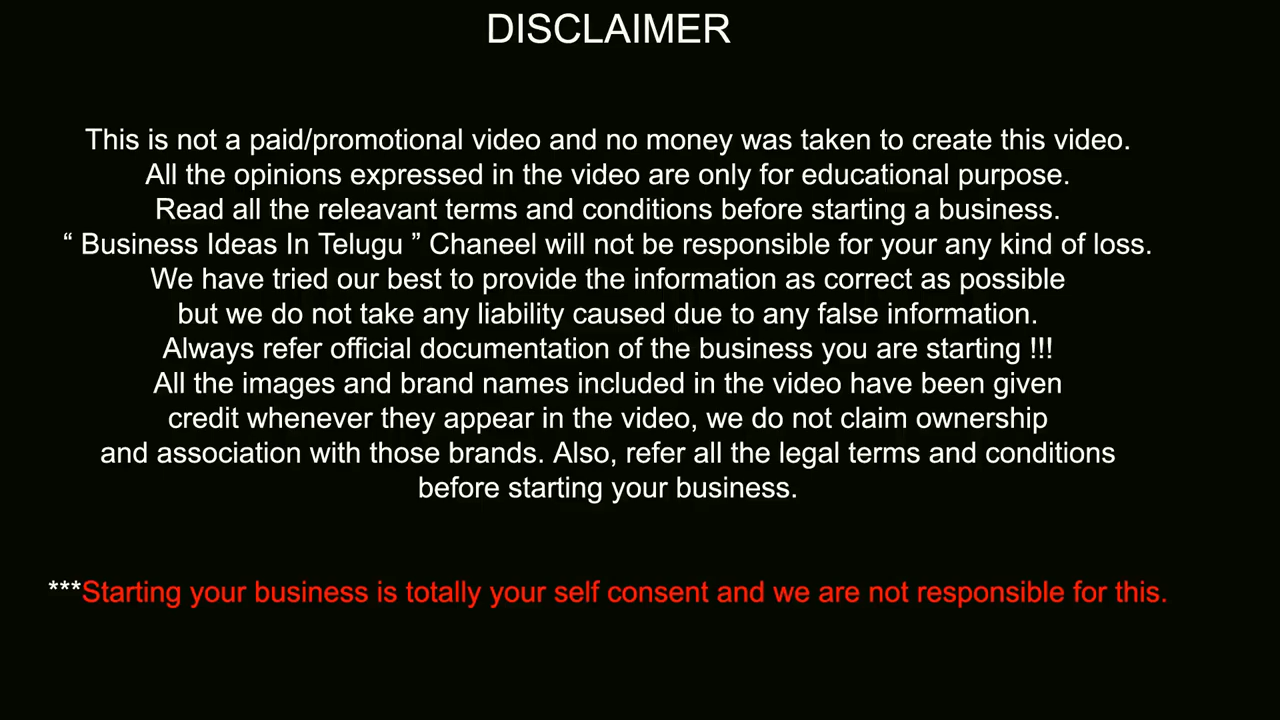 DISCLAIMER
This is not a paid/promotional video and no money was taken to create this video.
All the opinions expressed in the video are only for educational purpose.
Read all the releavant terms and conditions before starting a business.
“ Business Ideas In Telugu ” Chaneel will not be responsible for your any kind of loss.
We have tried our best to provide the information as correct as possible
but we do not take any liability caused due to any false information.
Always refer official documentation of the business you are starting !!!
All the images and brand names included in the video have been given
credit whenever they appear in the video, we do not claim ownership
and association with those brands. Also, refer all the legal terms and conditions
before starting your business.
***Starting your business is totally your self consent and we are not responsible for this.